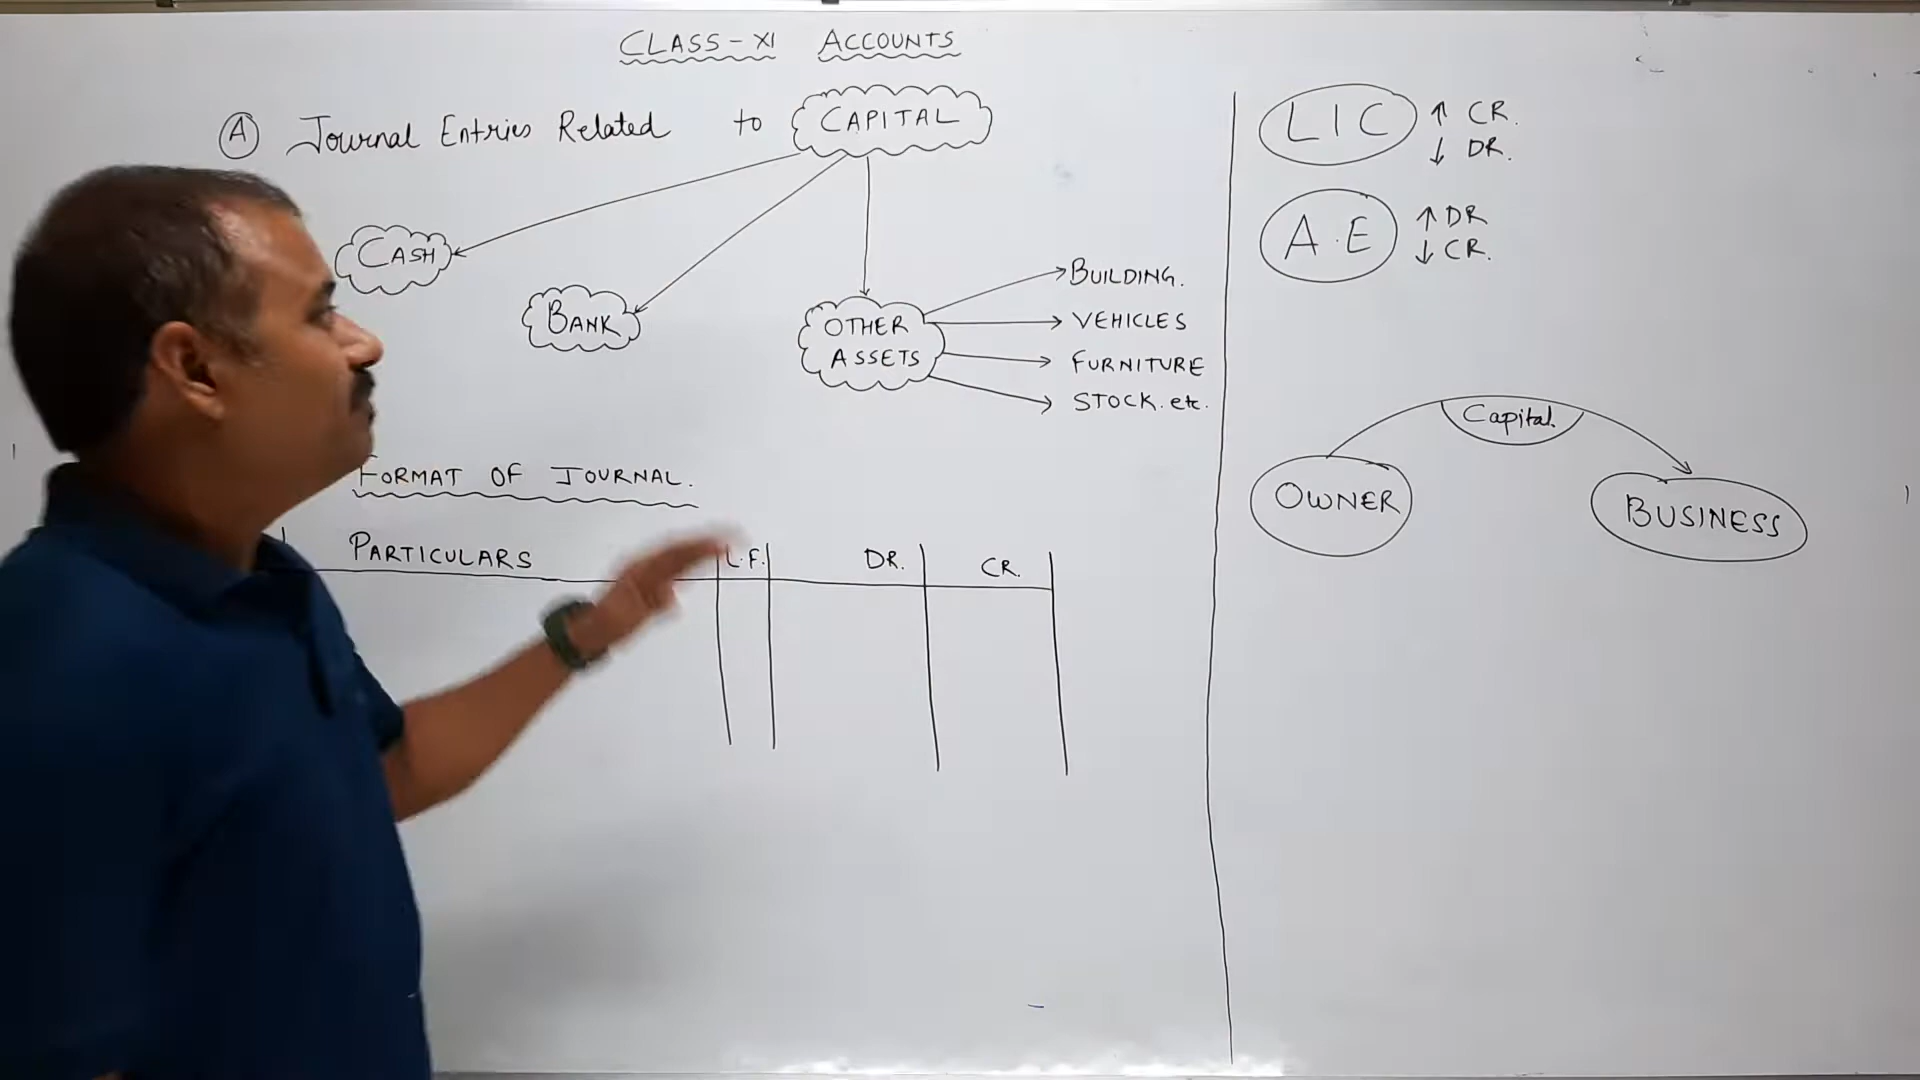 CLASS-XI ACCOUNTS
(A) Journal Entries Related to CAPITAL
CASH
BANK
OTHER
ASSETS
BUILDING.
VEHICLES
FURNITURE
STOCK. etc.
FORMAT OF JOURNAL.
PARTICULARS L.F. DR. CR.
LIC ↑ CR.
↓ DR.
A.E ↑ DR
↓ CR.
Capital.
OWNER
BUSINESS